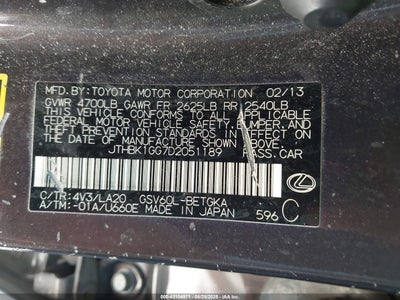 MFD.BY:TOYOTA MOTOR CORPORATION 02/13
GVWR 4700LB GAWR FR 2625LB RR 2540LB
THIS VEHICLE CONFORMS TO ALL APPLICABLE
FEDERAL MOTOR VEHICLE SAFETY, BUMPER, AND
THEFT PREVENTION STANDARDS IN EFFECT ON
THE DATE OF MANUFACTURE SHOWN ABOVE.
JTHBK1GG7D2051189 PASS.CAR
C/TR:4V3/LA20 GSV60L-BETGKA
A/TM:-01A/U660E MADE IN JAPAN 596 C